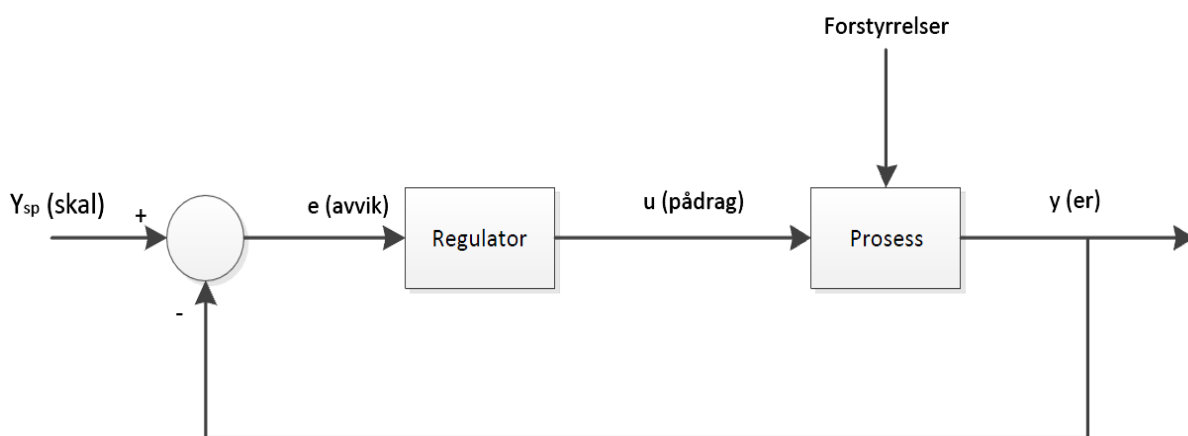 Forstyrrelser
Ysp (skal)
+
e (avvik)
Regulator
u (pådrag)
Prosess
y (er)
-